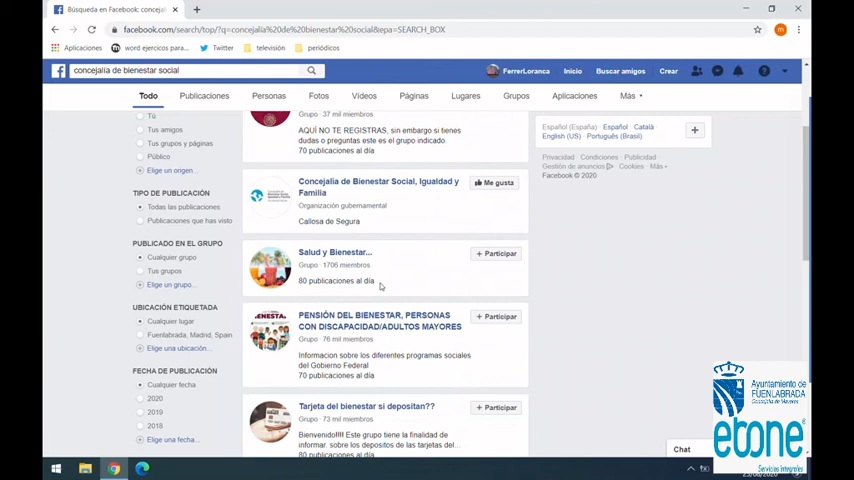 Búsqueda en Facebook: concejal
facebook.com/search/top/?q=concejalía%20de%20bienestar%20social&epa=SEARCH_BOX
Aplicaciones
word ejercicios para...
Twitter
televisión
periódicos
concejalía de bienestar social
FerrerLoranca
Inicio
Buscar amigos
Crear
Todo
Publicaciones
Personas
Fotos
Vídeos
Páginas
Lugares
Grupos
Aplicaciones
Más
Tú
Tus amigos
Tus grupos y páginas
Público
Elige un origen...
TIPO DE PUBLICACIÓN
Todas las publicaciones
Publicaciones que has visto
PUBLICADO EN EL GRUPO
Cualquier grupo
Tus grupos
Elige un grupo...
UBICACIÓN ETIQUETADA
Cualquier lugar
Fuenlabrada, Madrid, Spain
Elige una ubicación...
FECHA DE PUBLICACIÓN
Cualquier fecha
2020
2019
2018
Elige una fecha...
Grupo · 37 mil miembros
AQUÍ NO TE REGISTRAS, sin embargo si tienes
dudas o preguntas este es el grupo indicado.
70 publicaciones al día
Concejalía de Bienestar Social, Igualdad y
Familia
Organización gubernamental
Callosa de Segura
Me gusta
Salud y Bienestar...
Grupo · 1706 miembros
80 publicaciones al día
+ Participar
PENSIÓN DEL BIENESTAR, PERSONAS
CON DISCAPACIDAD/ADULTOS MAYORES
Grupo · 76 mil miembros
Informacion sobre los diferentes programas sociales
del Gobierno Federal
70 publicaciones al día
+ Participar
Tarjeta del bienestar si depositan??
Grupo · 73 mil miembros
Bienvenido!!!! Este grupo tiene la finalidad de
informar. sobre los depositos de las tarjetas del...
+ Participar
Español (España) · Español · Català ·
English (US) · Português (Brasil)
Privacidad · Condiciones · Publicidad ·
Gestión de anuncios · Cookies · Más
Facebook © 2020
Chat
Ayuntamiento de
FUENLABRADA
Concejalía de Mayores
ebone
Servicios Integrales